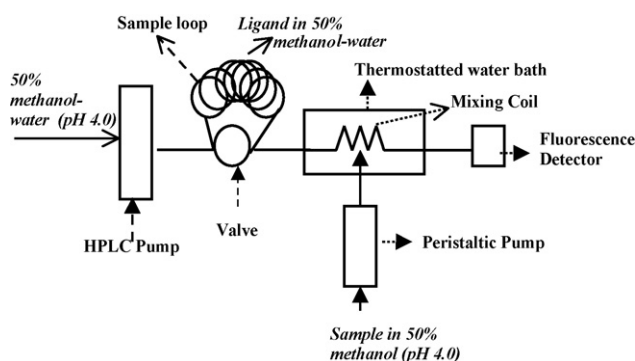 Sample loop
Ligand in 50%
methanol-water
50%
methanol-
water (pH 4.0)
Thermostatted water bath
Mixing Coil
Fluorescence
Detector
Valve
HPLC Pump
Peristaltic Pump
Sample in 50%
methanol (pH 4.0)